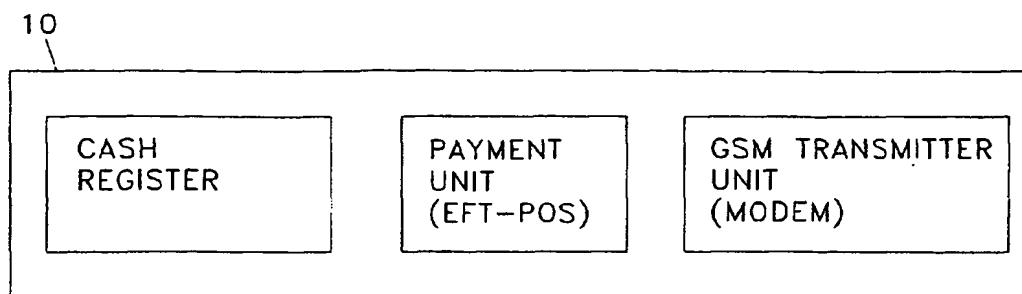 10
CASH
REGISTER
PAYMENT
UNIT
(EFT-POS)
GSM TRANSMITTER
UNIT
(MODEM)